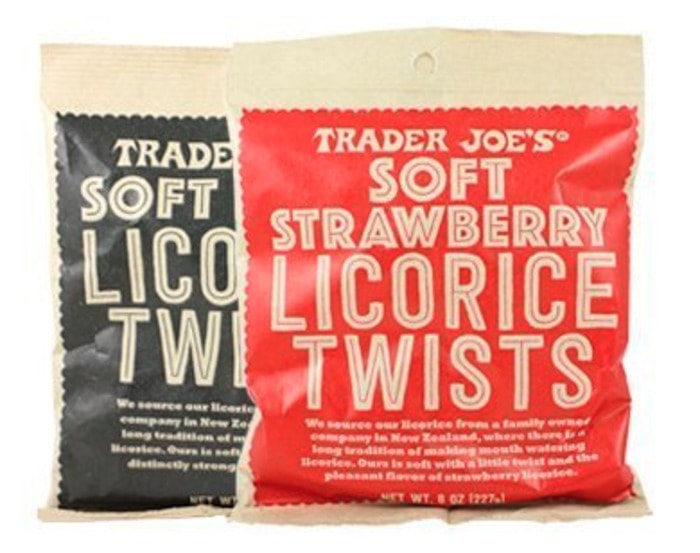 TRADE
SOFT
LICO
TWI
We source our licoric
company in New Ze
long tradition of m
licorice. Ours is soft
distinctly strong
NET WT
TRADER JOE'S
SOFT
STRAWBERRY
LICORICE
TWISTS
We source our licorice from a family owned
company in New Zealand, where there is a
long tradition of making mouth watering
licorice. Ours is soft with a little twist and the
pleasant flavor of strawberry licorice.
NET WT. 8 OZ (227g)